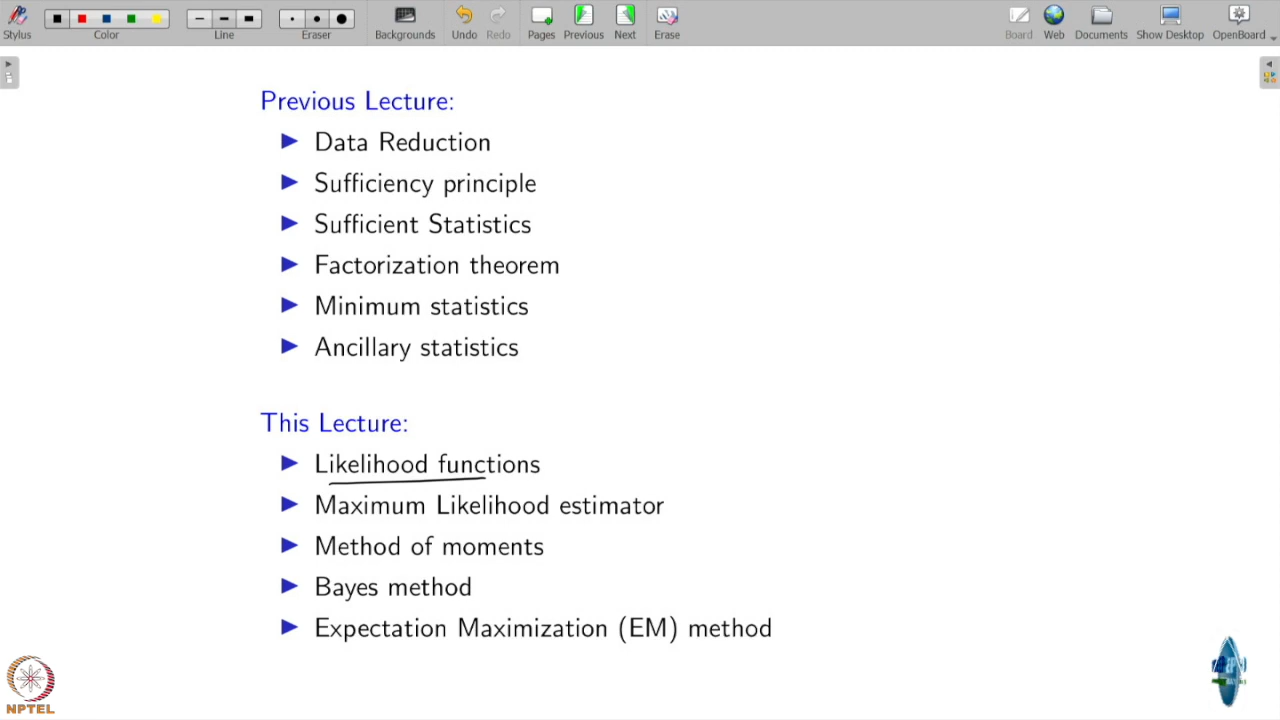 Stylus
Color
Line
Eraser
Backgrounds
Undo
Redo
Pages
Previous
Next
Erase
Board
Web
Documents
Show Desktop
OpenBoard
Previous Lecture:
Data Reduction
Sufficiency principle
Sufficient Statistics
Factorization theorem
Minimum statistics
Ancillary statistics
This Lecture:
Likelihood functions
Maximum Likelihood estimator
Method of moments
Bayes method
Expectation Maximization (EM) method
NPTEL